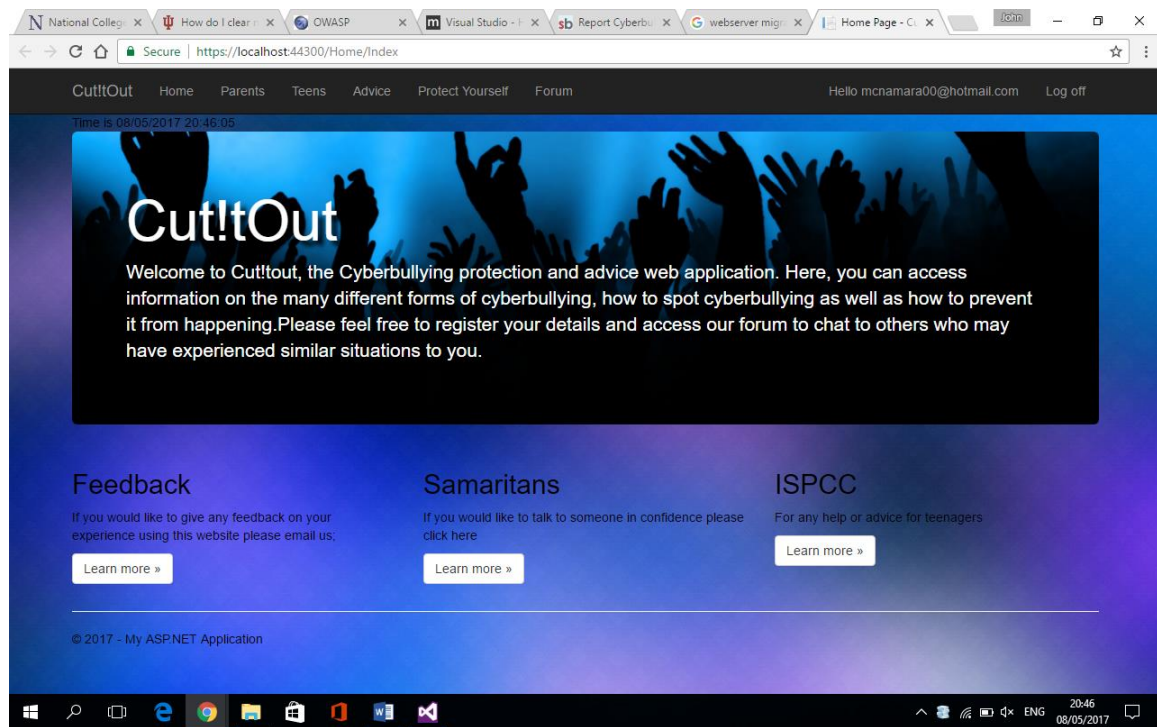 National Colleg
How do I clear
OWASP
Visual Studio - H
sb Report Cyberbu
G webserver migra
Home Page - Cu
John
Secure | https://localhost:44300/Home/Index
Cut!tOut Home Parents Teens Advice Protect Yourself Forum Hello mcnamara00@hotmail.com Log off
Time is 08/05/2017 20:46:05
Cut!tOut
Welcome to Cut!tout, the Cyberbullying protection and advice web application. Here, you can access
information on the many different forms of cyberbullying, how to spot cyberbullying as well as how to prevent
it from happening.Please feel free to register your details and access our forum to chat to others who may
have experienced similar situations to you.
Feedback
If you would like to give any feedback on your
experience using this website please email us;
Learn more »
Samaritans
If you would like to talk to someone in confidence please
click here
Learn more »
ISPCC
For any help or advice for teenagers
Learn more »
© 2017 - My ASP.NET Application
ENG
20:46
08/05/2017